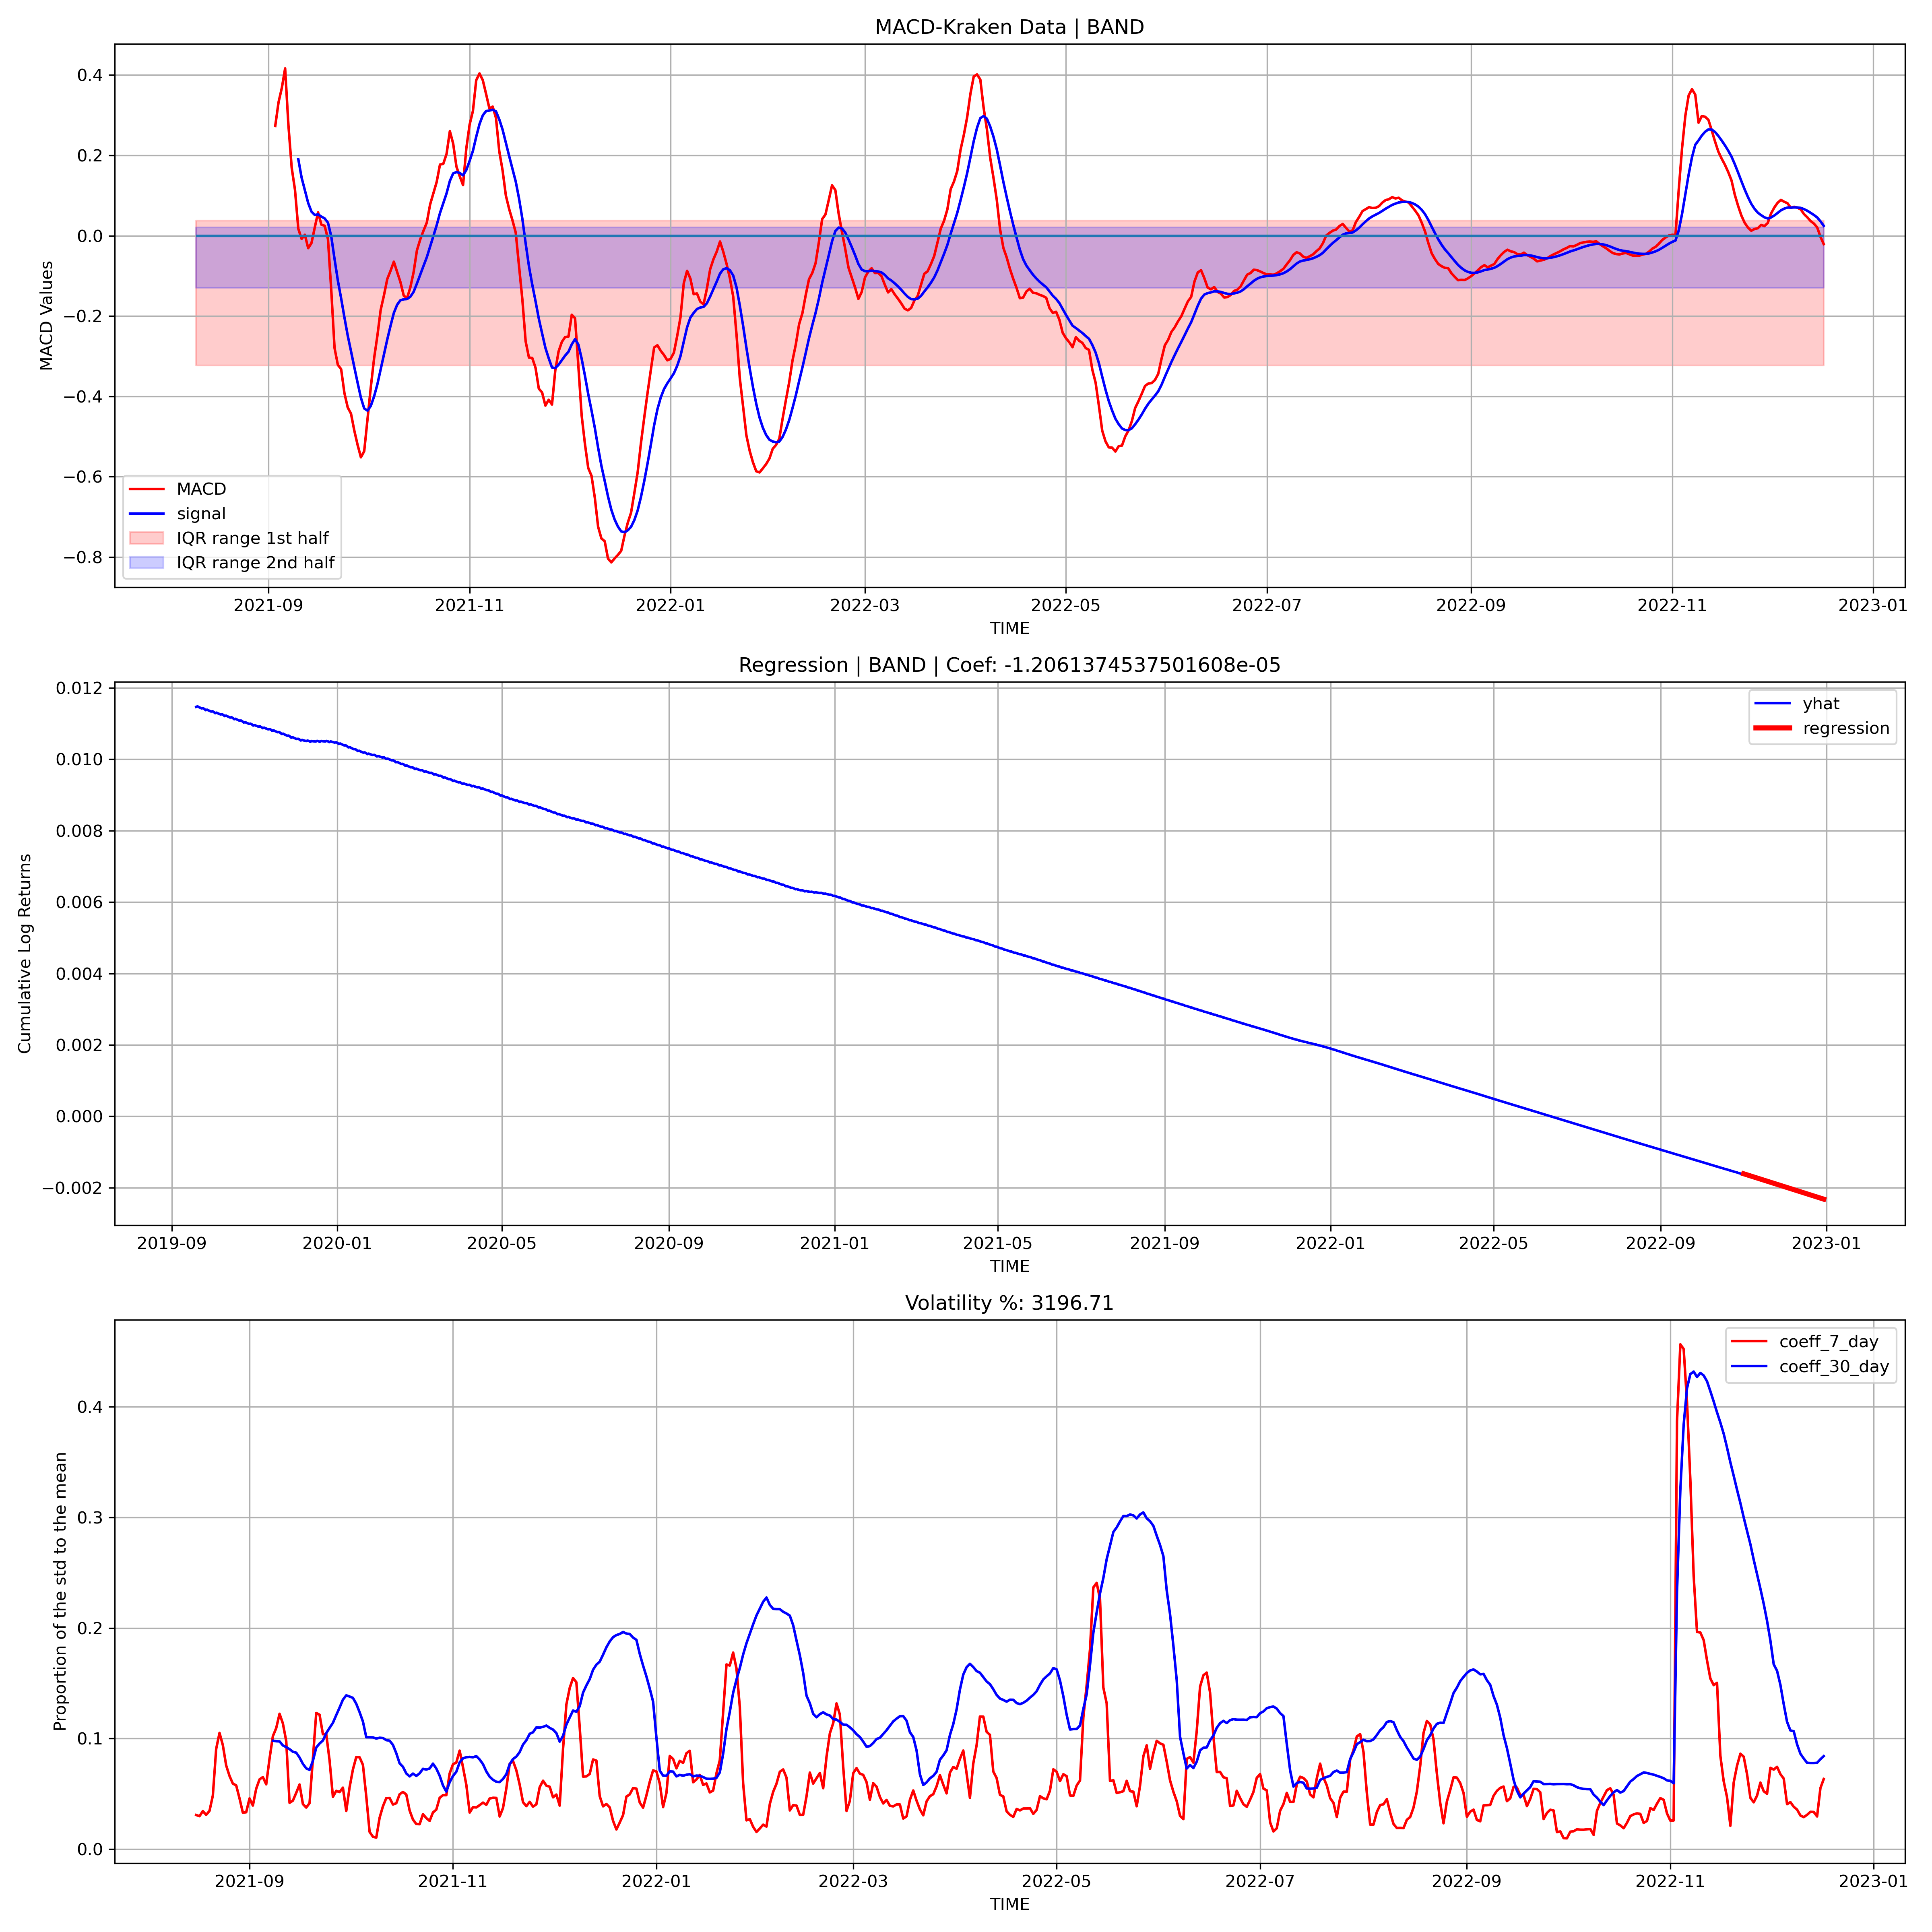 MACD-Kraken Data | BAND
MACD Values
0.4
0.2
0.0
−0.2
−0.4
−0.6
−0.8
MACD
signal
IQR range 1st half
IQR range 2nd half
2021-09 2021-11 2022-01 2022-03 2022-05 2022-07 2022-09 2022-11 2023-01
TIME
Regression | BAND | Coef: -1.2061374537501608e-05
Cumulative Log Returns
0.012
0.010
0.008
0.006
0.004
0.002
0.000
−0.002
yhat
regression
2019-09 2020-01 2020-05 2020-09 2021-01 2021-05 2021-09 2022-01 2022-05 2022-09 2023-01
TIME
Volatility %: 3196.71
Proportion of the std to the mean
0.4
0.3
0.2
0.1
0.0
coeff_7_day
coeff_30_day
2021-09 2021-11 2022-01 2022-03 2022-05 2022-07 2022-09 2022-11 2023-01
TIME